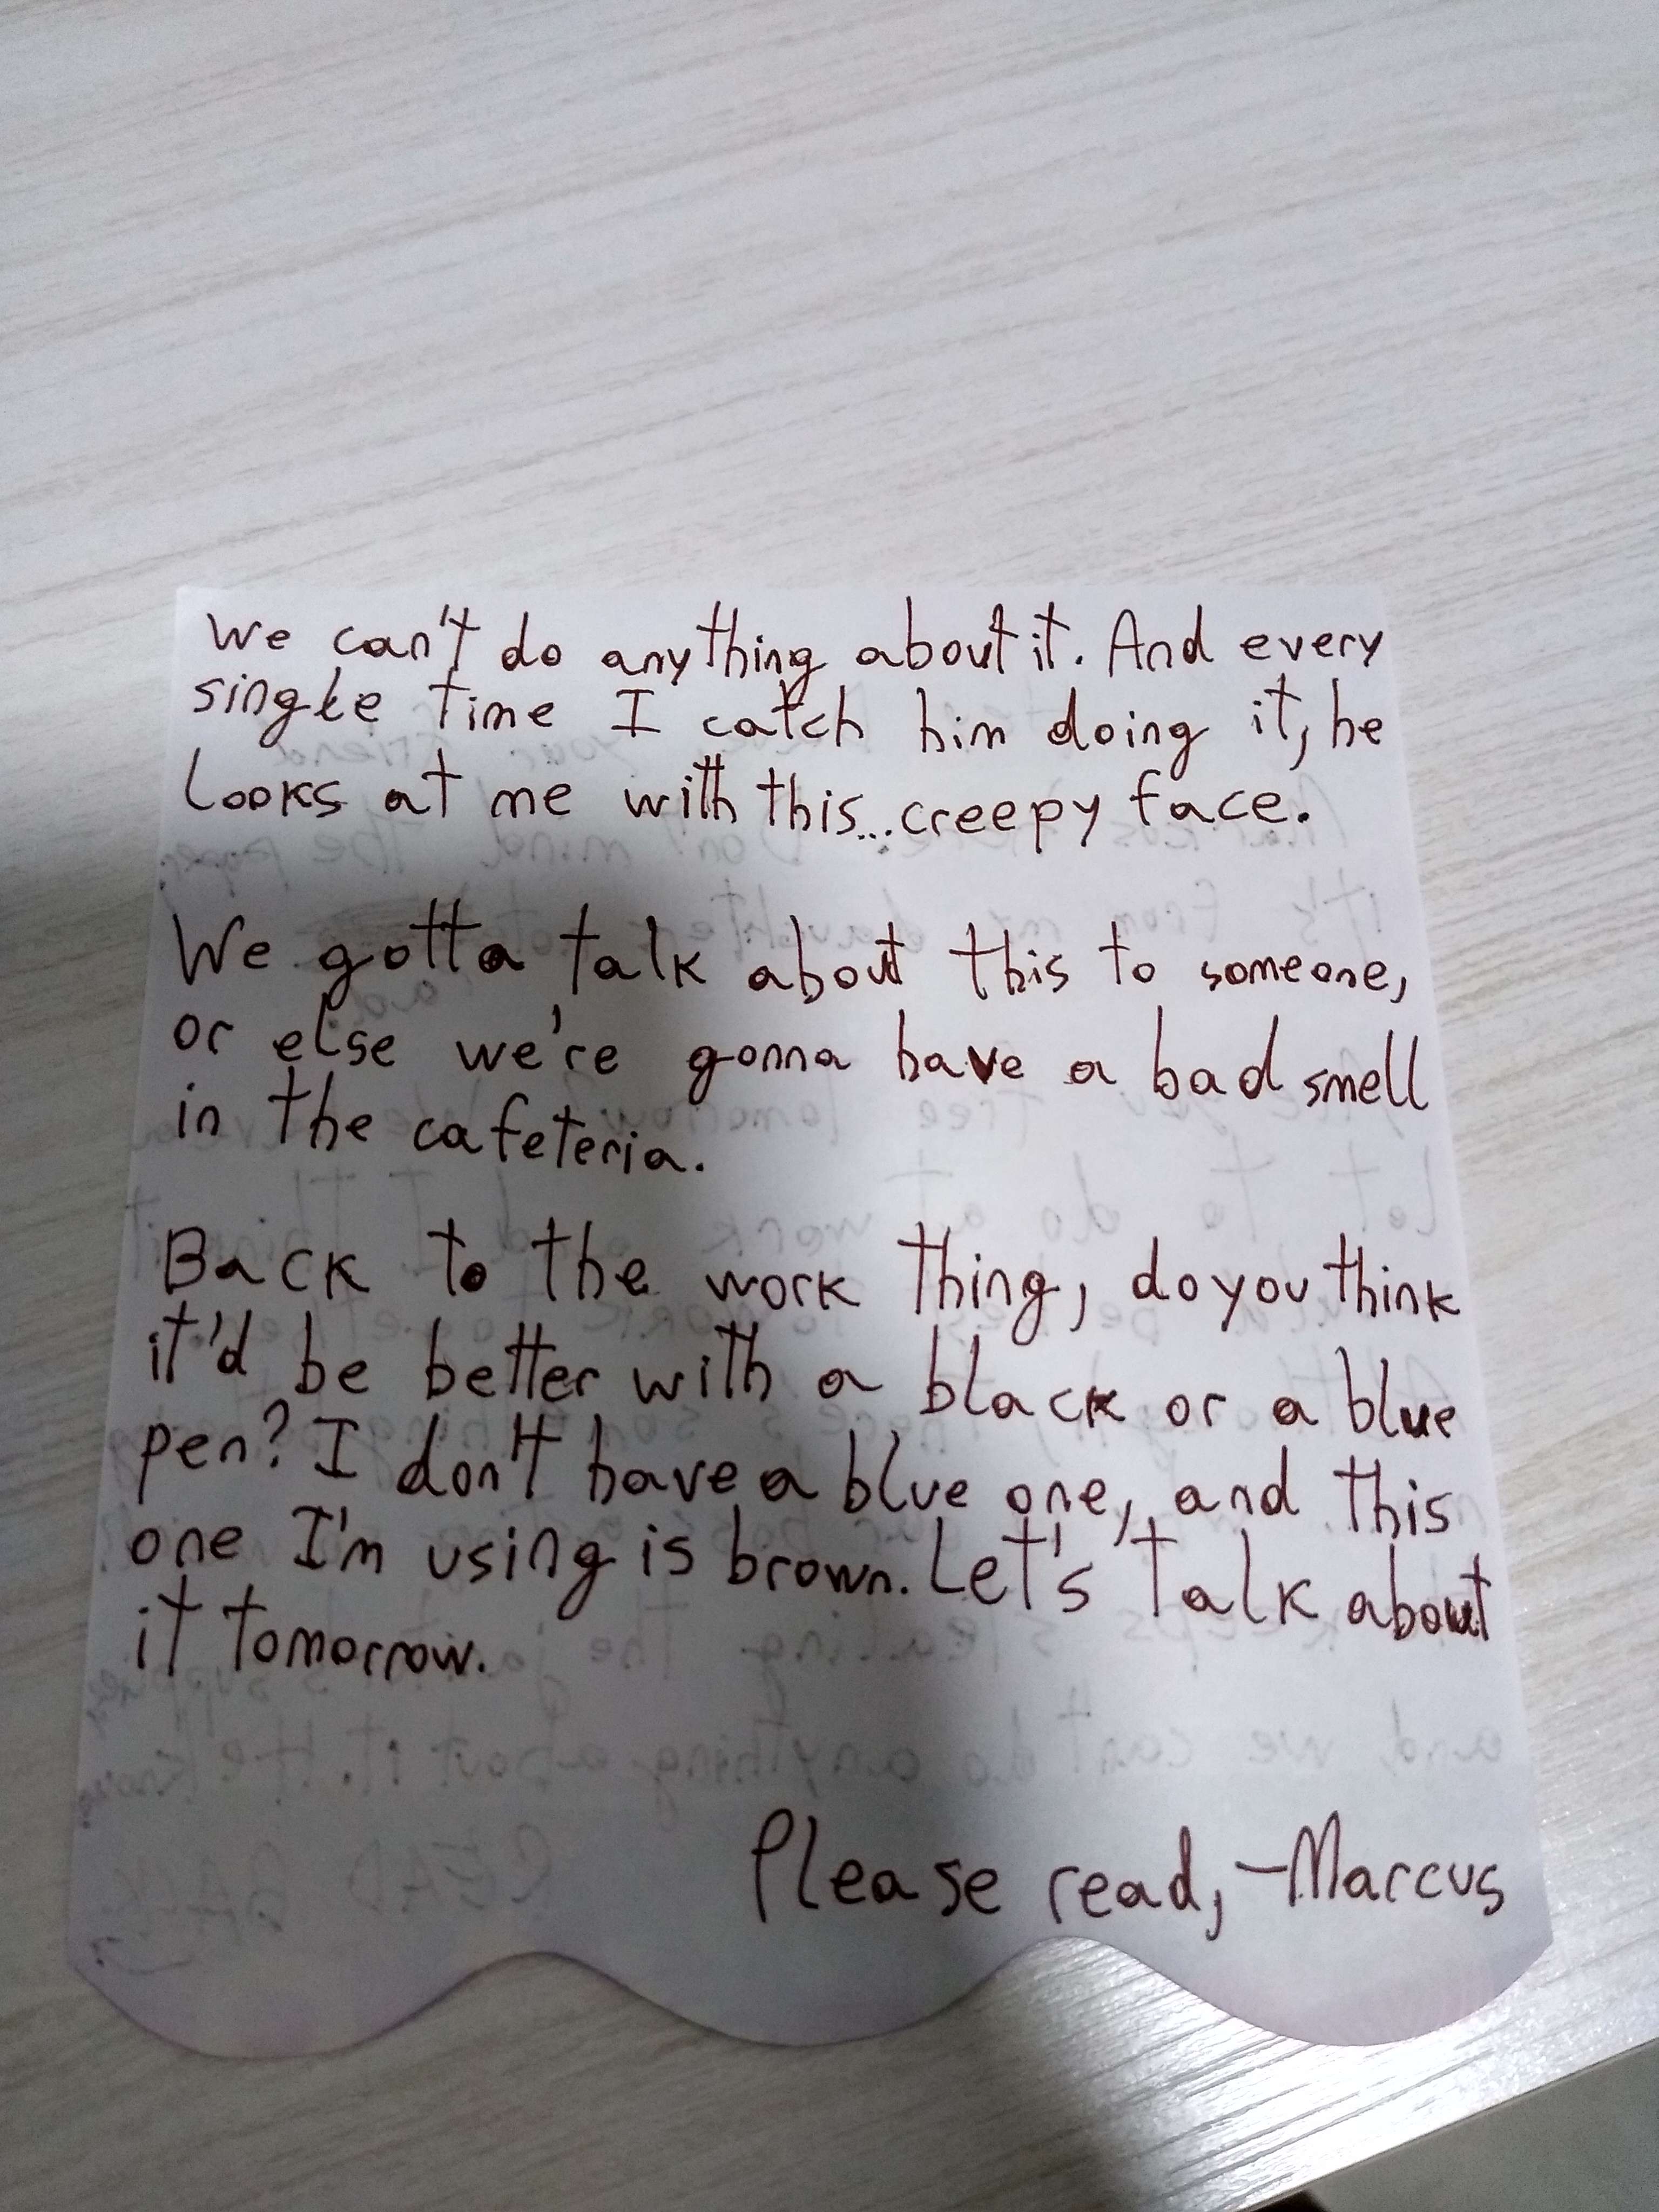 We can't do anything about it. And every
single time I catch him doing it, he
looks at me with this...creepy face.
We gotta talk about this to someone,
or else we're gonna have a bad smell
in the cafeteria.
Back to the work thing, do you think
it'd be better with a black or a blue
pen? I don't have a blue one, and this
one I'm using is brown. Let's talk about
it tomorrow.
Please read, -Marcus